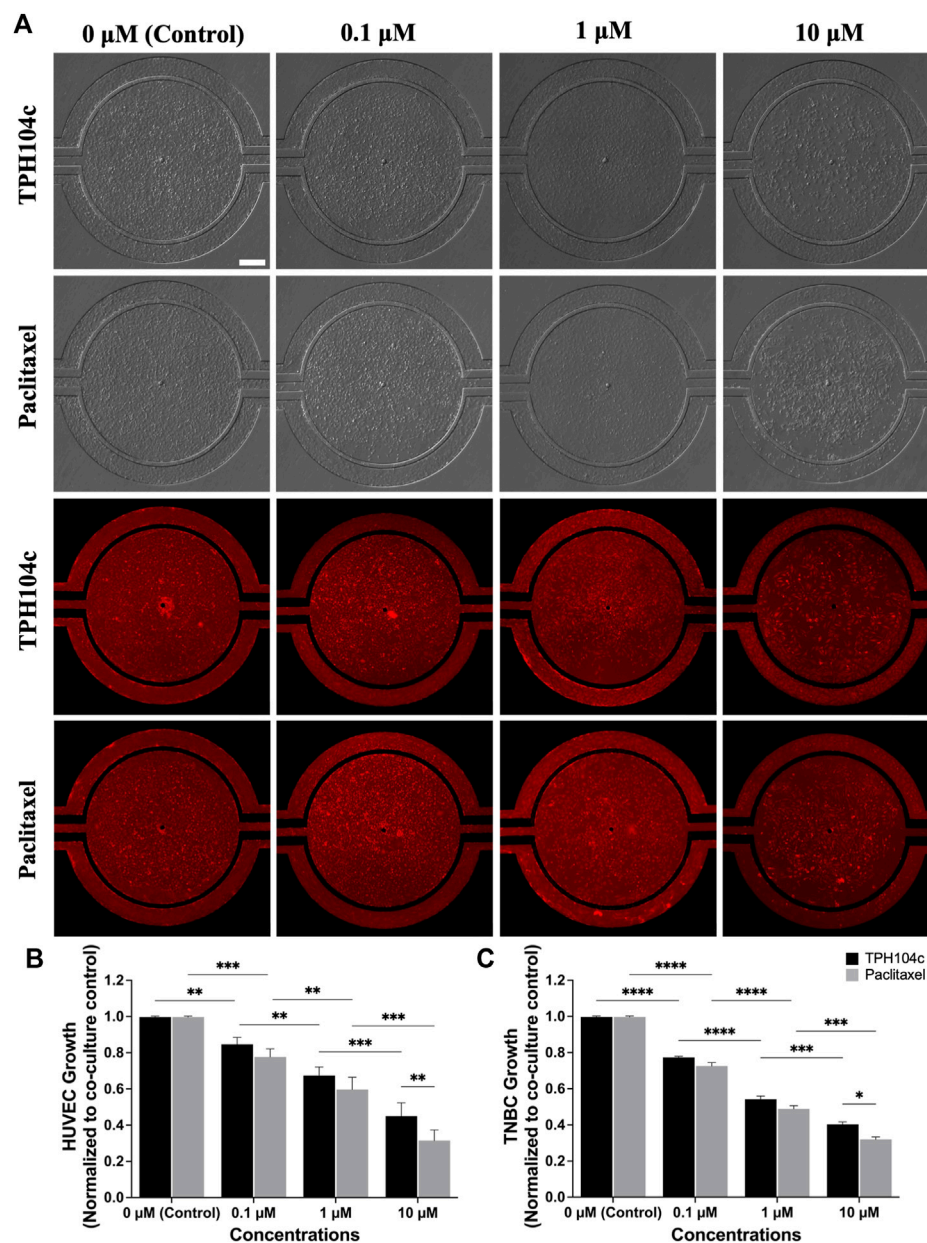 A
0 μM (Control) 0.1 μM 1 μM 10 μM
TPH104c
Paclitaxel
TPH104c
Paclitaxel
B
HUVEC Growth
(Normalized to co-culture control)
1.2
1.0
0.8
0.6
0.4
0.2
0.0
***
**
**
**
***
***
**
0 μM (Control) 0.1 μM 1 μM 10 μM
Concentrations
C
TNBC Growth
(Normalized to co-culture control)
1.2
1.0
0.8
0.6
0.4
0.2
0.0
TPH104c
Paclitaxel
****
****
****
****
***
***
*
0 μM (Control) 0.1 μM 1 μM 10 μM
Concentrations